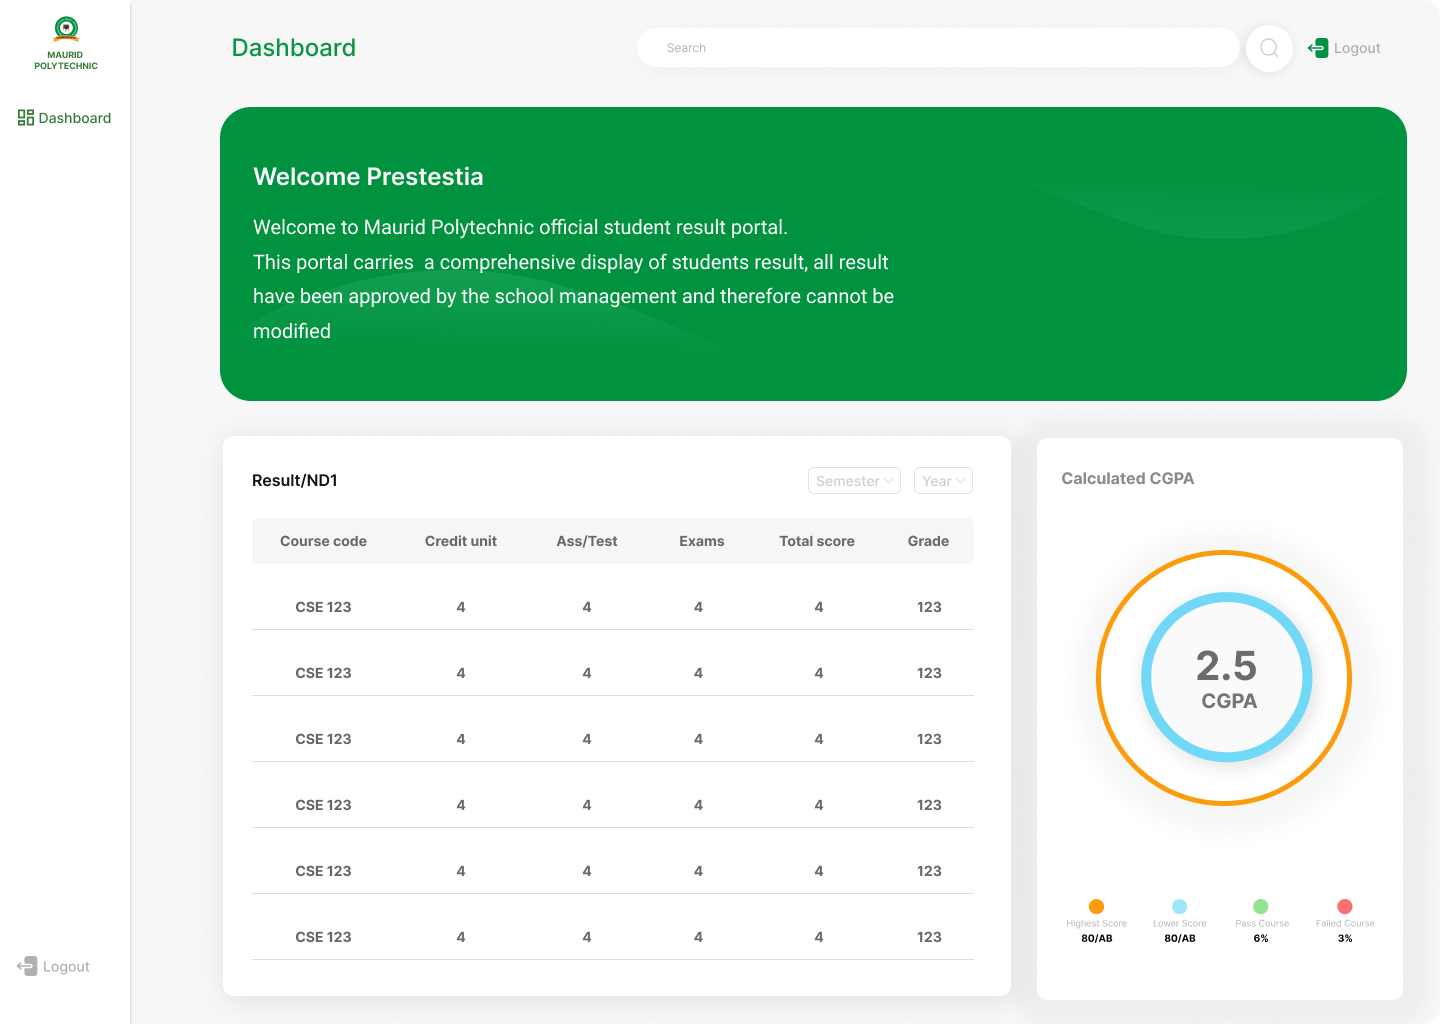 MAURID
POLYTECHNIC
Dashboard
Dashboard
Search
Logout
Welcome Prestestia
Welcome to Maurid Polytechnic official student result portal.
This portal carries a comprehensive display of students result, all result
have been approved by the school management and therefore cannot be
modified
Result/ND1
Semester
Year
Course code Credit unit Ass/Test Exams Total score Grade
CSE 123 4 4 4 4 123
CSE 123 4 4 4 4 123
CSE 123 4 4 4 4 123
CSE 123 4 4 4 4 123
CSE 123 4 4 4 4 123
CSE 123 4 4 4 4 123
Calculated CGPA
2.5
CGPA
Highest Score Lower Score Pass Course Failed Course
80/AB 80/AB 6% 3%
Logout